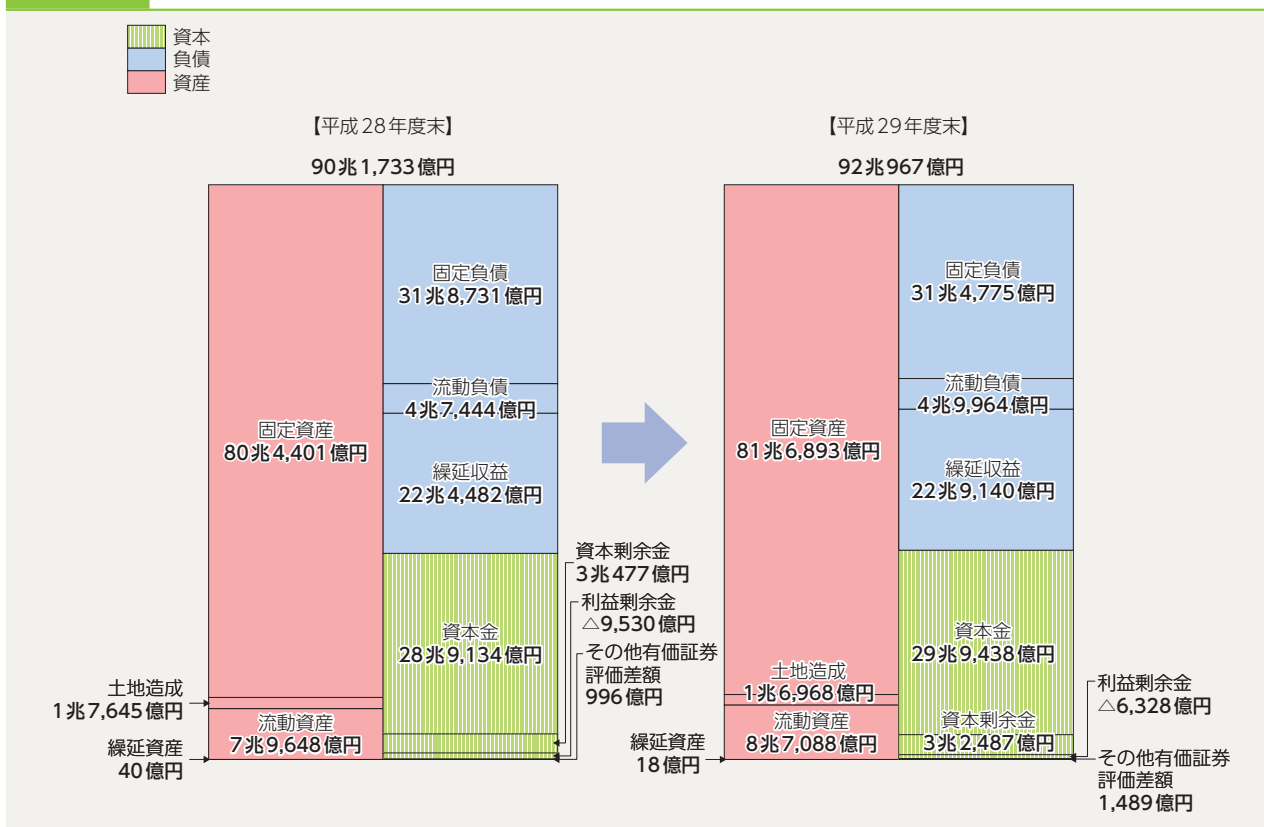 資本
負債
資産
【平成28年度末】
90兆1,733億円
固定資産
80兆4,401億円
土地造成
1兆7,645億円
流動資産
7兆9,648億円
繰延資産
40億円
固定負債
31兆8,731億円
流動負債
4兆7,444億円
繰延収益
22兆4,482億円
資本金
28兆9,134億円
資本剰余金
3兆477億円
利益剰余金
△9,530億円
その他有価証券
評価差額
996億円
【平成29年度末】
92兆967億円
固定資産
81兆6,893億円
土地造成
1兆6,968億円
流動資産
8兆7,088億円
繰延資産
18億円
固定負債
31兆4,775億円
流動負債
4兆9,964億円
繰延収益
22兆9,140億円
資本金
29兆9,438億円
資本剰余金
3兆2,487億円
利益剰余金
△6,328億円
その他有価証券
評価差額
1,489億円